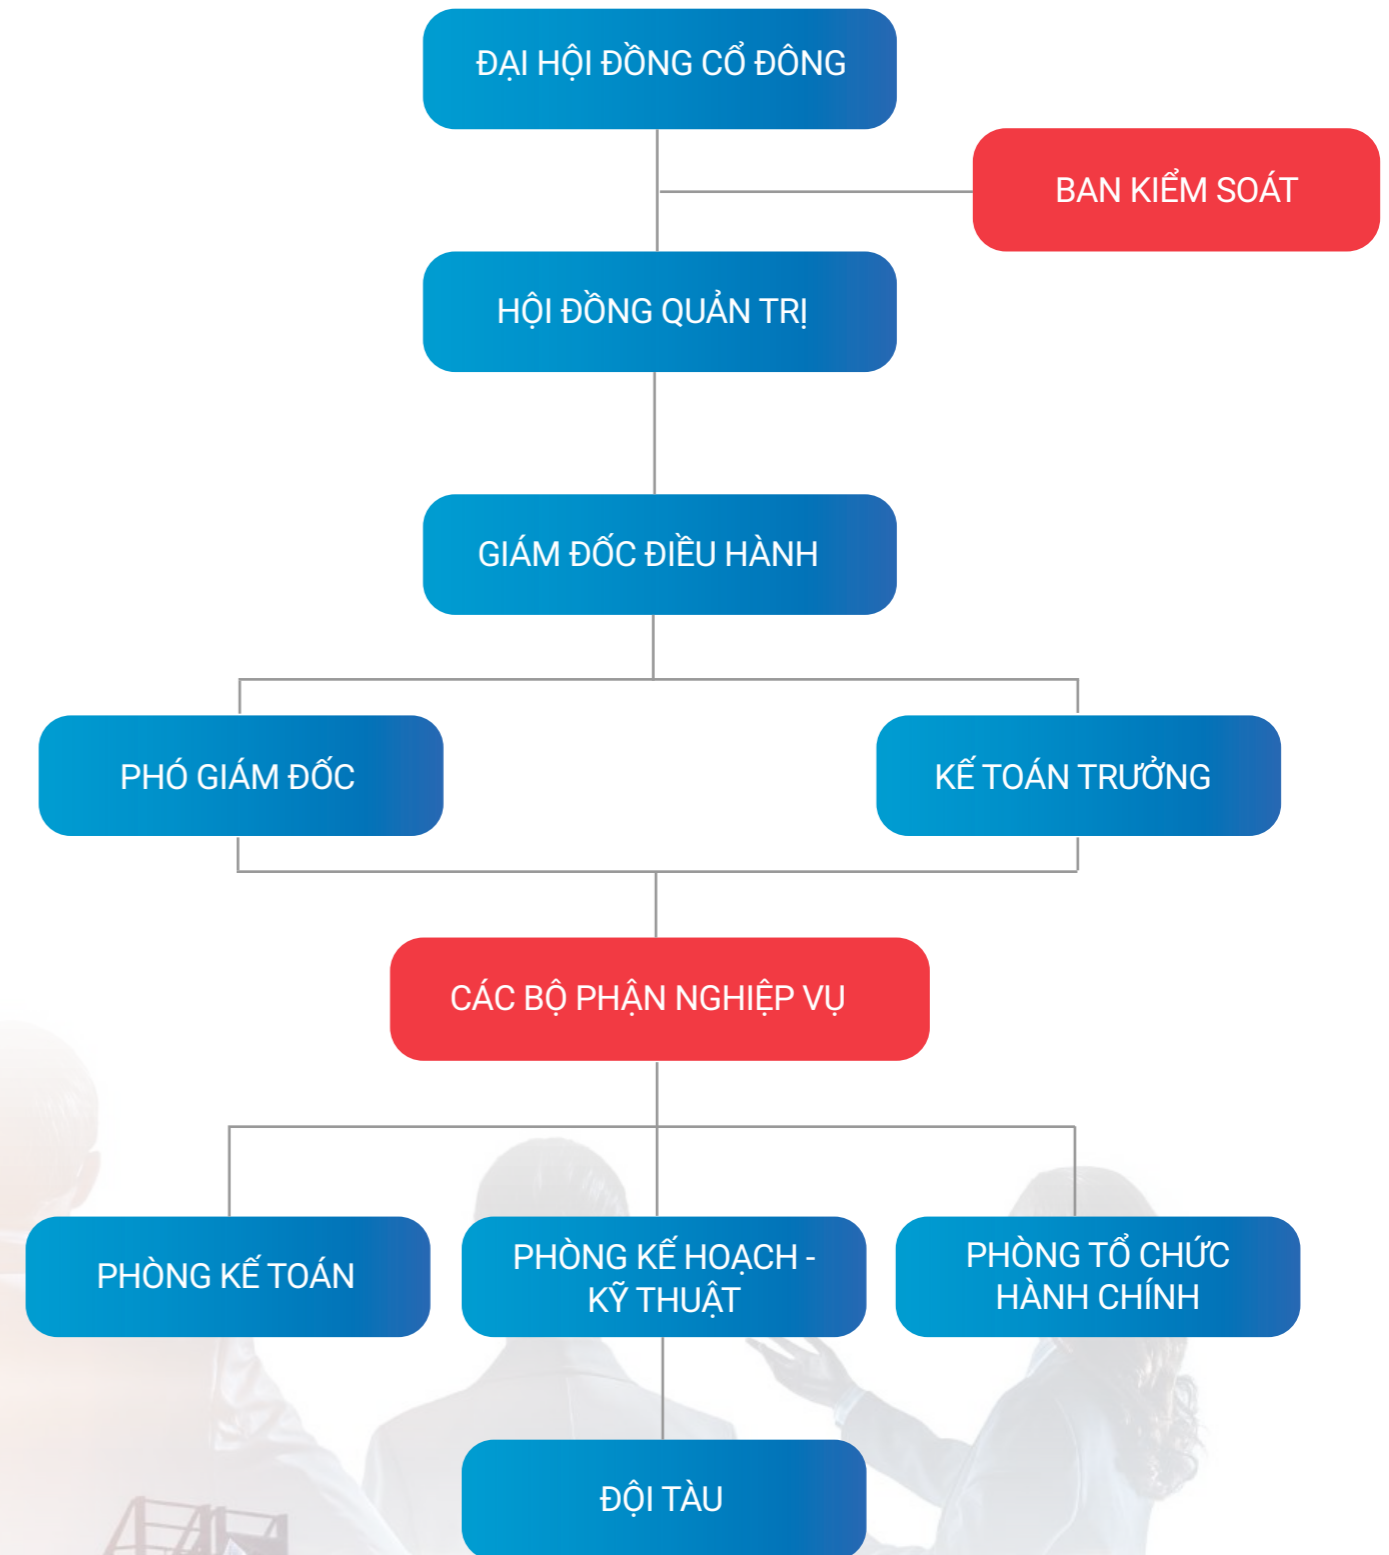 ĐẠI HỘI ĐỒNG CỔ ĐÔNG
BAN KIỂM SOÁT
HỘI ĐỒNG QUẢN TRỊ
GIÁM ĐỐC ĐIỀU HÀNH
PHÓ GIÁM ĐỐC
KẾ TOÁN TRƯỞNG
CÁC BỘ PHẬN NGHIỆP VỤ
PHÒNG KẾ TOÁN
PHÒNG KẾ HOẠCH -
KỸ THUẬT
PHÒNG TỔ CHỨC
HÀNH CHÍNH
ĐỘI TÀU